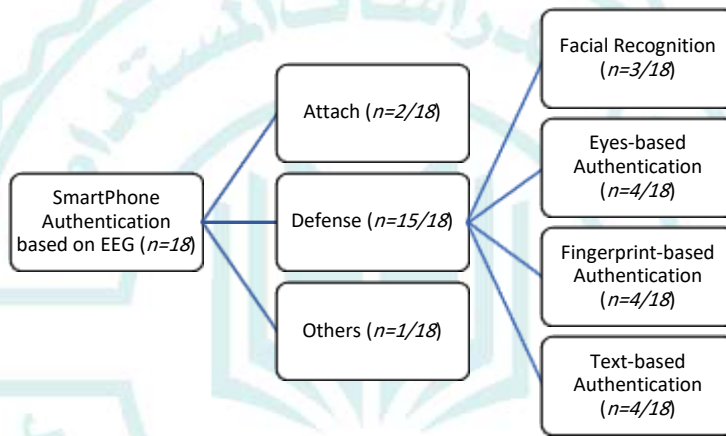 SmartPhone
Authentication
based on EEG (n=18)
Attach (n=2/18)
Defense (n=15/18)
Others (n=1/18)
Facial Recognition
(n=3/18)
Eyes-based
Authentication
(n=4/18)
Fingerprint-based
Authentication
(n=4/18)
Text-based
Authentication
(n=4/18)